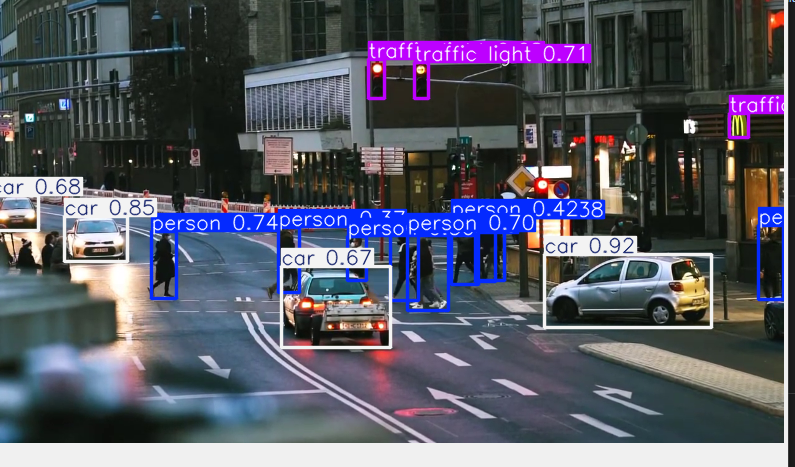 traff
traffic light 0.71
traffic
car 0.68
car 0.85
person 0.74
person 0.37
perso
person 0.4238
person 0.70
pe
car 0.67
car 0.92